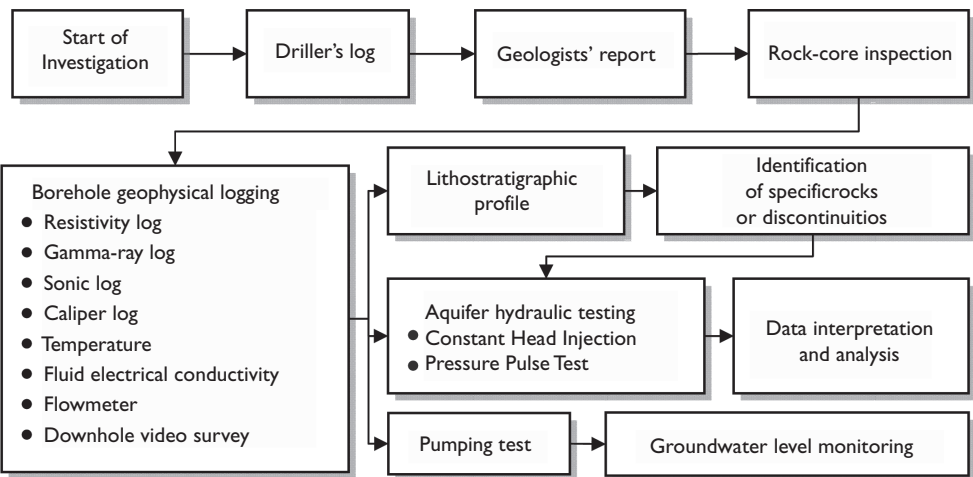 Start of
Investigation
Driller's log
Geologists' report
Rock-core inspection
Borehole geophysical logging
● Resistivity log
● Gamma-ray log
● Sonic log
● Caliper log
● Temperature
● Fluid electrical conductivity
● Flowmeter
● Downhole video survey
Lithostratigraphic
profile
Identification
of specificrocks
or discontinuitios
Aquifer hydraulic testing
● Constant Head Injection
● Pressure Pulse Test
Data interpretation
and analysis
Pumping test
Groundwater level monitoring